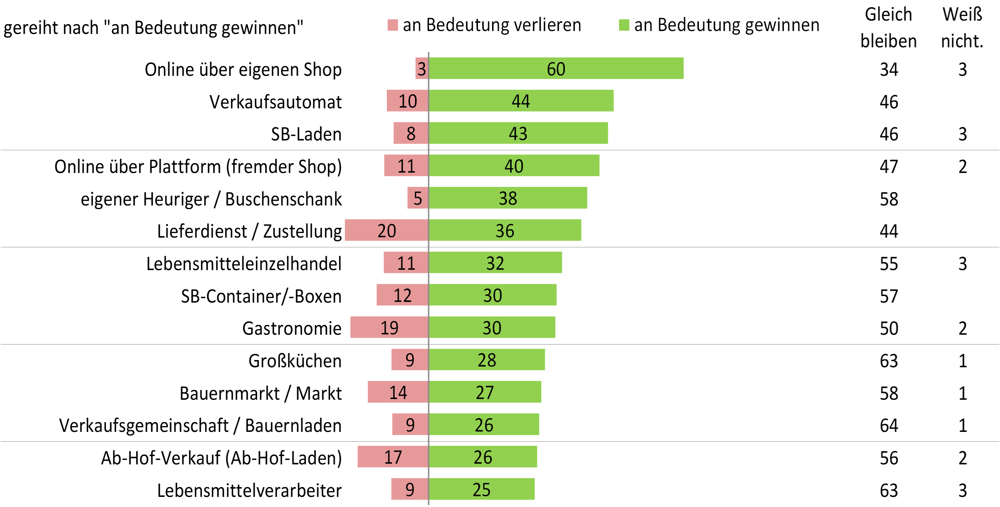 gereiht nach "an Bedeutung gewinnen" an Bedeutung verlieren an Bedeutung gewinnen Gleich bleiben Weiß nicht.
Online über eigenen Shop 3 60 34 3
Verkaufsautomat 10 44 46
SB-Laden 8 43 46 3
Online über Plattform (fremder Shop) 11 40 47 2
eigener Heuriger / Buschenschank 5 38 58
Lieferdienst / Zustellung 20 36 44
Lebensmitteleinzelhandel 11 32 55 3
SB-Container/-Boxen 12 30 57
Gastronomie 19 30 50 2
Großküchen 9 28 63 1
Bauernmarkt / Markt 14 27 58 1
Verkaufsgemeinschaft / Bauernladen 9 26 64 1
Ab-Hof-Verkauf (Ab-Hof-Laden) 17 26 56 2
Lebensmittelverarbeiter 9 25 63 3